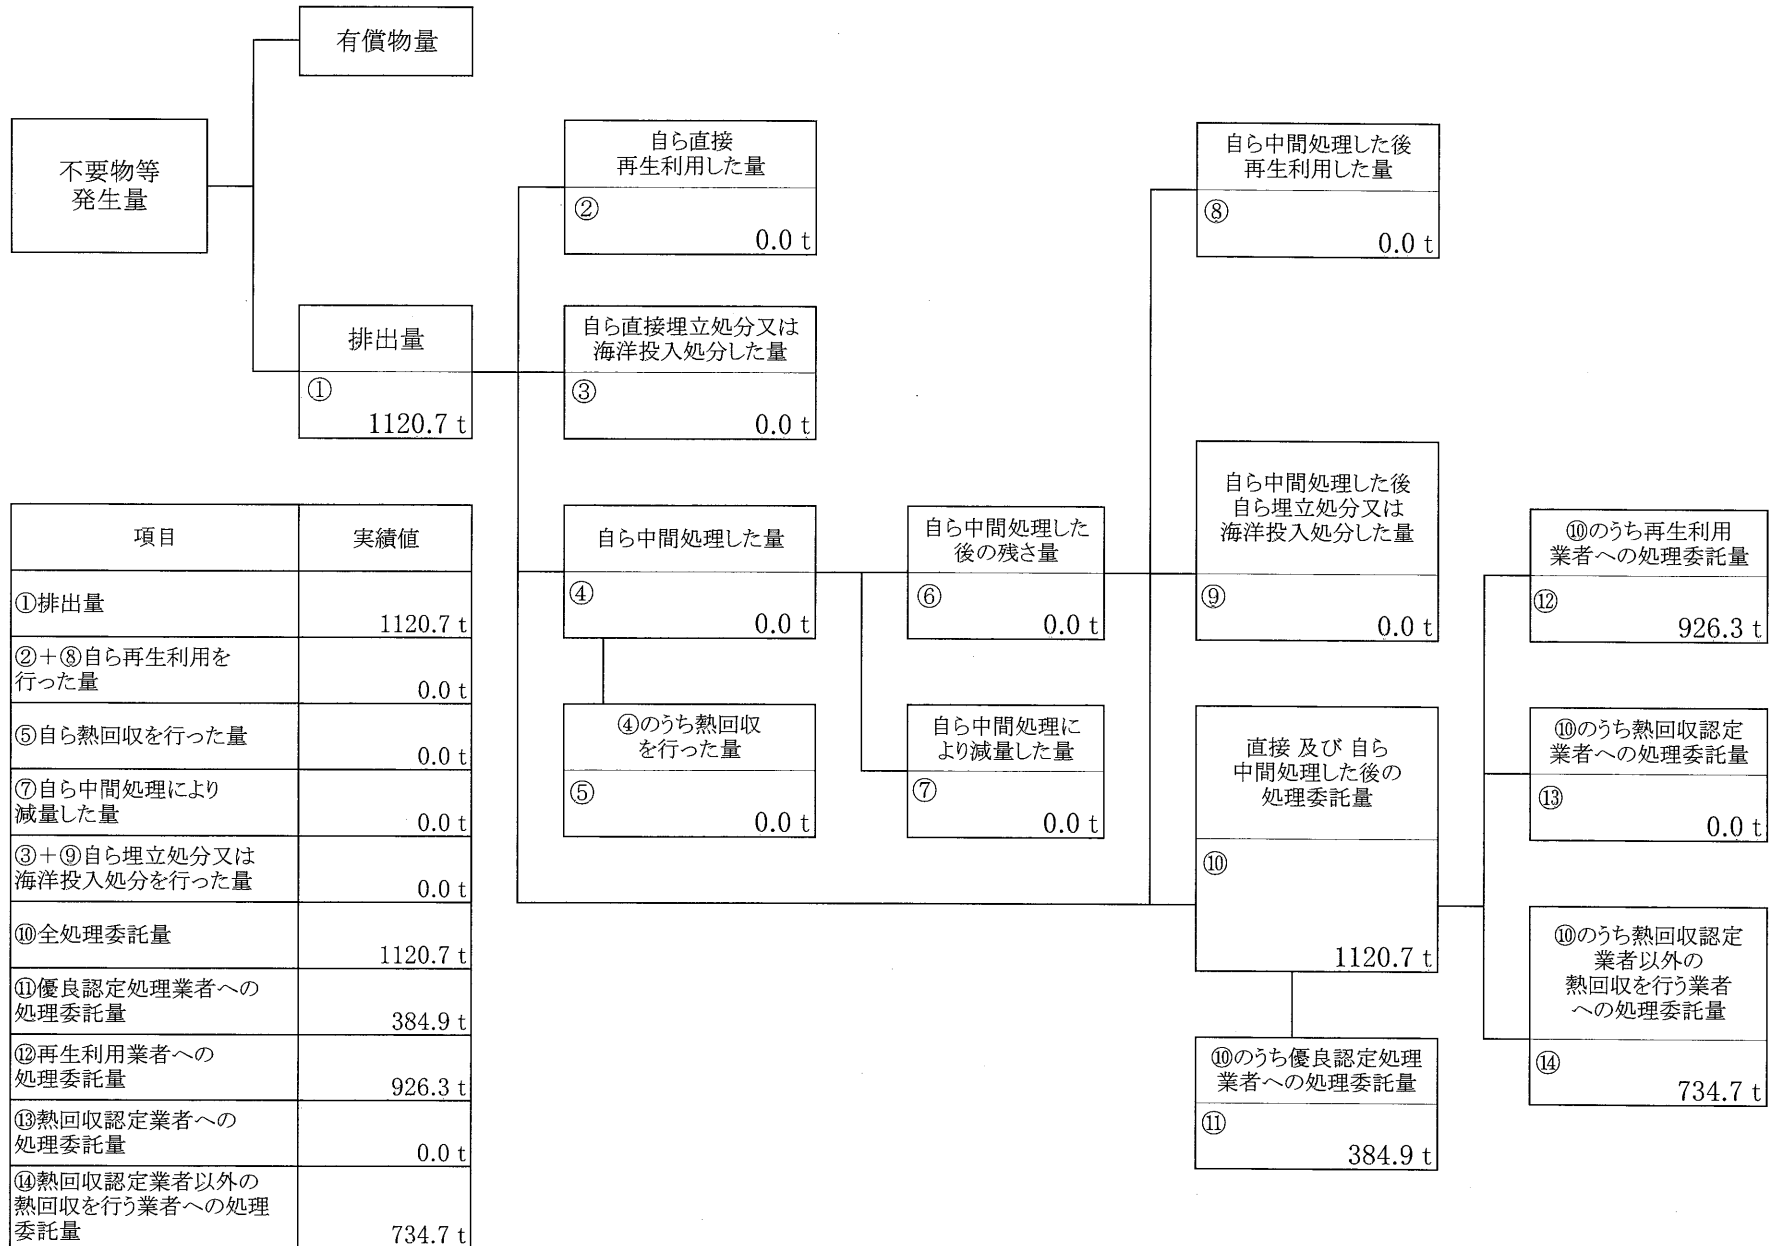 有償物量
不要物等
発生量
排出量
①
1120.7 t
自ら直接
再生利用した量
②
0.0 t
自ら直接埋立処分又は
海洋投入処分した量
③
0.0 t
自ら中間処理した量
④
0.0 t
④のうち熱回収
を行った量
⑤
0.0 t
自ら中間処理した
後の残さ量
⑥
0.0 t
自ら中間処理に
より減量した量
⑦
0.0 t
自ら中間処理した後
再生利用した量
⑧
0.0 t
自ら中間処理した後
自ら埋立処分又は
海洋投入処分した量
⑨
0.0 t
直接 及び 自ら
中間処理した後の
処理委託量
⑩
1120.7 t
⑩のうち優良認定処理
業者への処理委託量
⑪
384.9 t
⑩のうち再生利用
業者への処理委託量
⑫
926.3 t
⑩のうち熱回収認定
業者への処理委託量
⑬
0.0 t
⑩のうち熱回収認定
業者以外の
熱回収を行う業者
への処理委託量
⑭
734.7 t
項目 実績値
①排出量
1120.7 t
②＋⑧自ら再生利用を
行った量
0.0 t
⑤自ら熱回収を行った量
0.0 t
⑦自ら中間処理により
減量した量
0.0 t
③＋⑨自ら埋立処分又は
海洋投入処分を行った量
0.0 t
⑩全処理委託量
1120.7 t
⑪優良認定処理業者への
処理委託量
384.9 t
⑫再生利用業者への
処理委託量
926.3 t
⑬熱回収認定業者への
処理委託量
0.0 t
⑭熱回収認定業者以外の
熱回収を行う業者への処理
委託量
734.7 t